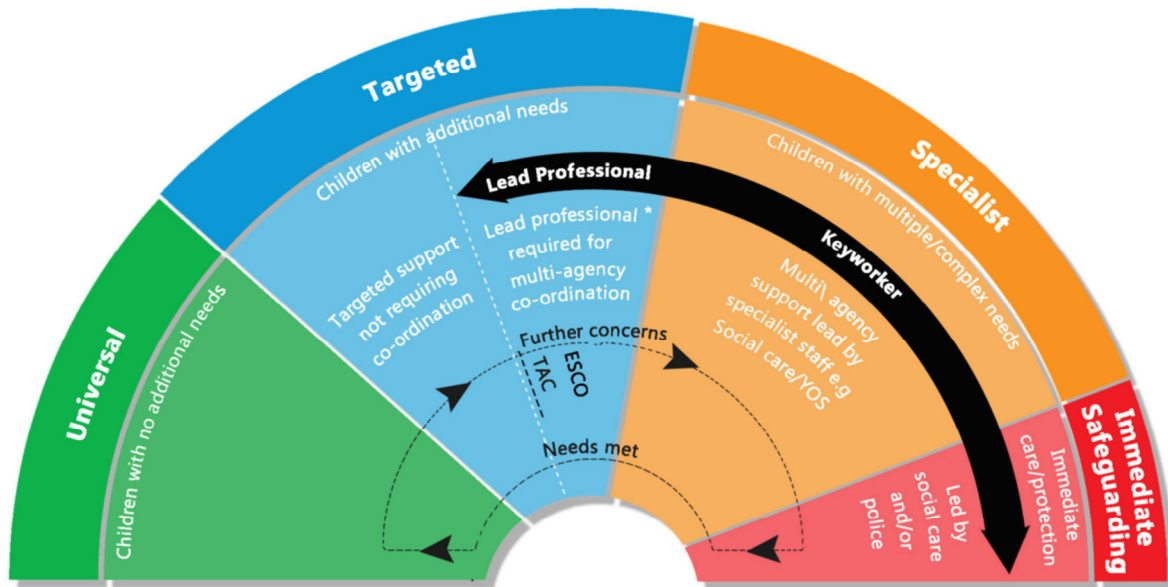 Universal
Children with no additional needs
Targeted
Children with additional needs
Targeted support
not requiring
co-ordination
Lead Professional
Lead professional *
required for
multi-agency
co-ordination
Further concerns
ESCO
TAC
Needs met
Specialist
Children with multiple/complex needs
Keyworker
Multi\ agency
support lead by
specialist staff e.g
Social care/YOS
Immediate
Safeguarding
Immediate
care/protection
Led by
social care
and/or
police